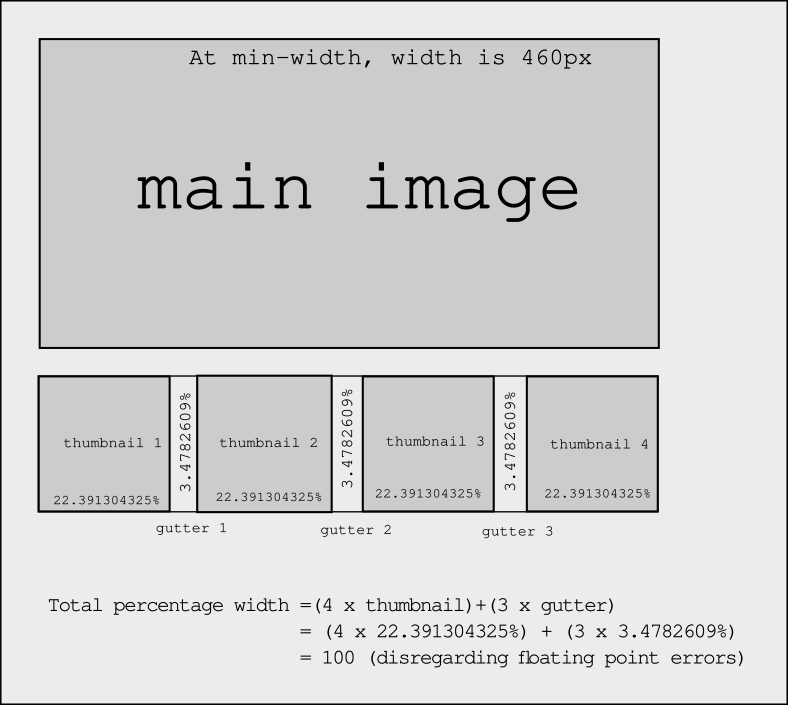 At min-width, width is 460px
main image
3.4782609% 3.4782609% 3.4782609%
thumbnail 1 thumbnail 2 thumbnail 3 thumbnail 4
22.391304325% 22.391304325% 22.391304325% 22.391304325%
gutter 1 gutter 2 gutter 3
Total percentage width =(4 x thumbnail)+(3 x gutter)
= (4 x 22.391304325%) + (3 x 3.4782609%)
= 100 (disregarding floating point errors)